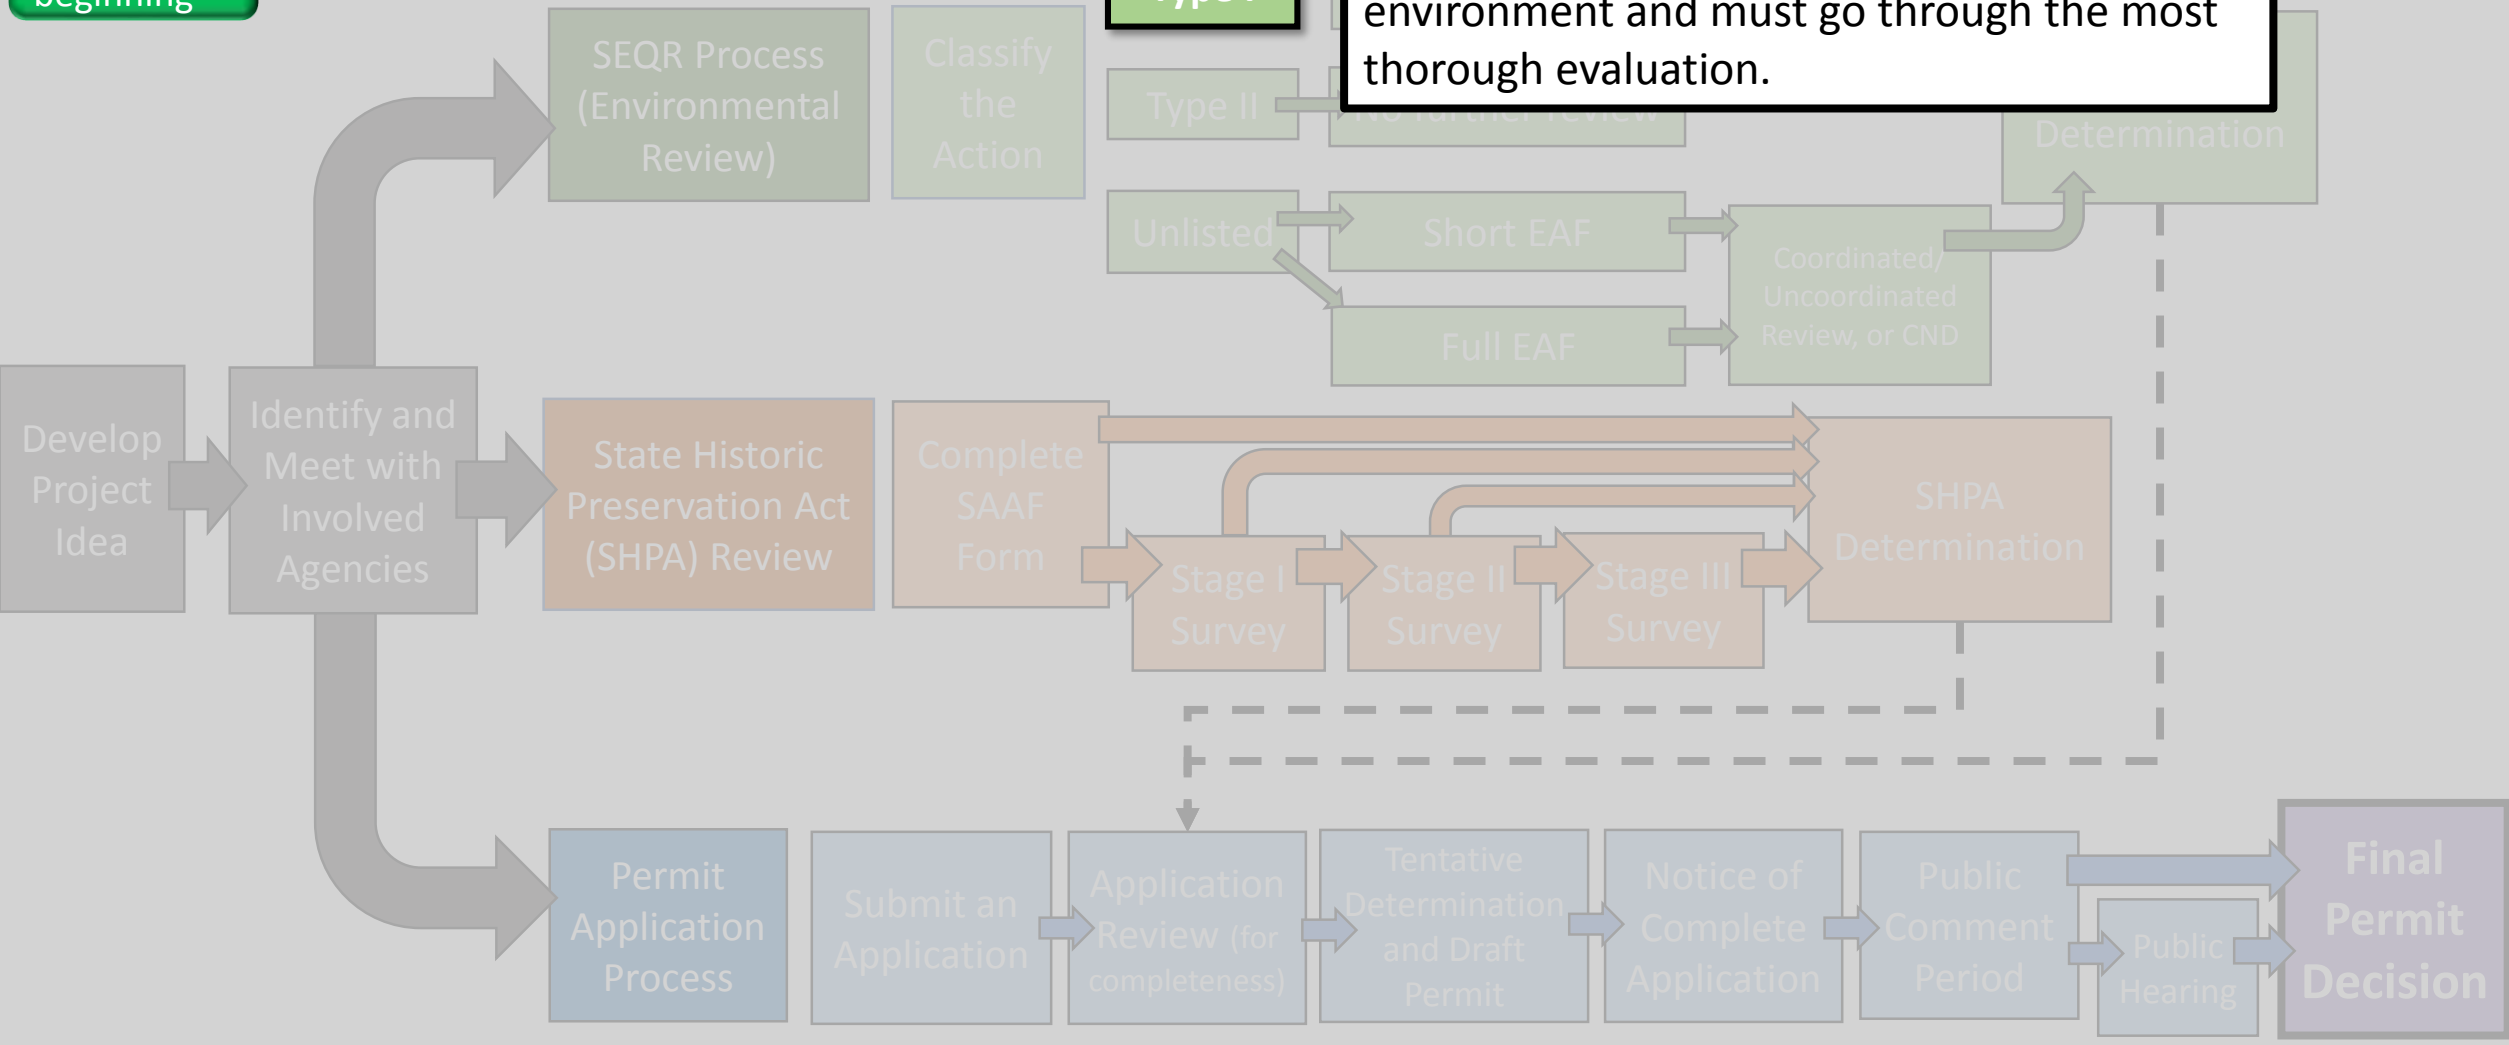 beginning
Type I
environment and must go through the most
thorough evaluation.
SEQR Process
(Environmental
Review)
Classify
the
Action
Type II
No further review
Determination
Unlisted
Short EAF
Full EAF
Coordinated/
Uncoordinated
Review, or CND
Develop
Project
Idea
Identify and
Meet with
Involved
Agencies
State Historic
Preservation Act
(SHPA) Review
Complete
SAAF
Form
Stage I
Survey
Stage II
Survey
Stage III
Survey
SHPA
Determination
Permit
Application
Process
Submit an
Application
Application
Review (for
completeness)
Tentative
Determination
and Draft
Permit
Notice of
Complete
Application
Public
Comment
Period
Public
Hearing
Final
Permit
Decision